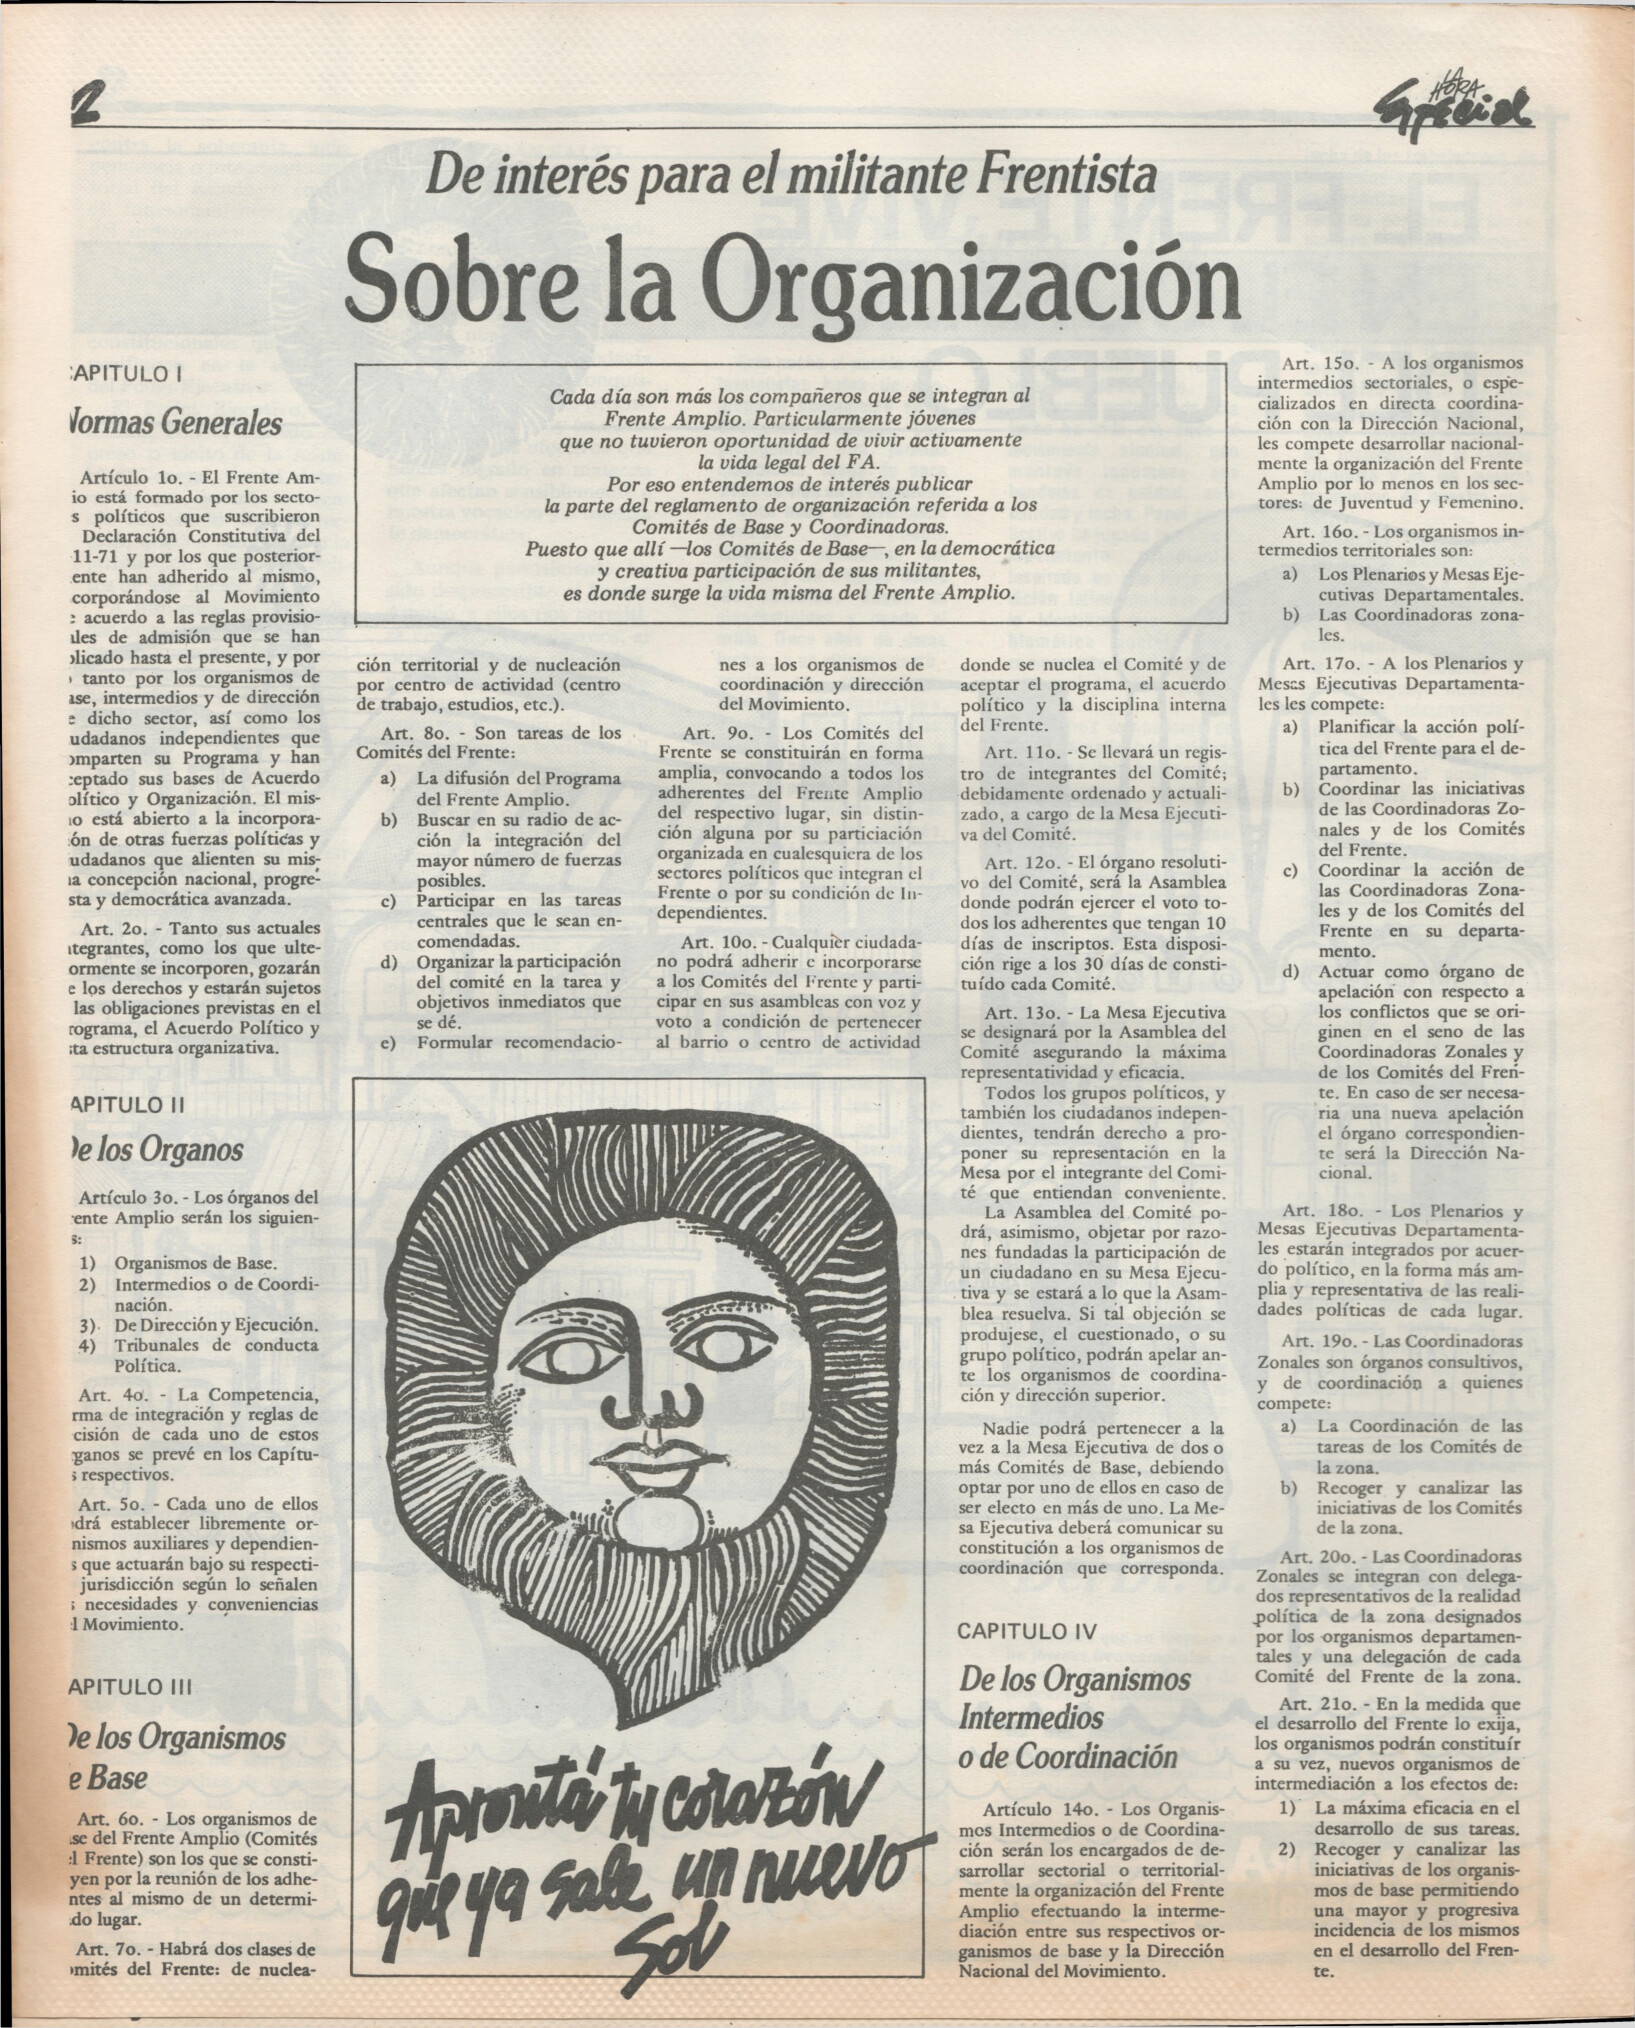 2
LA HORA
Especial
De interés para el militante Frentista
Sobre la Organización
Cada día son más los compañeros que se integran al
Frente Amplio. Particularmente jóvenes
que no tuvieron oportunidad de vivir activamente
la vida legal del FA.
Por eso entendemos de interés publicar
la parte del reglamento de organización referida a los
Comités de Base y Coordinadoras.
Puesto que allí —los Comités de Base—, en la democrática
y creativa participación de sus militantes,
es donde surge la vida misma del Frente Amplio.
APITULO I
Normas Generales
Artículo 1o. - El Frente Am-
io está formado por los secto-
s políticos que suscribieron
Declaración Constitutiva del
11-71 y por los que posterior-
ente han adherido al mismo,
corporándose al Movimiento
acuerdo a las reglas provisio-
les de admisión que se han
licado hasta el presente, y por
tanto por los organismos de
ase, intermedios y de dirección
e dicho sector, así como los
udadanos independientes que
omparten su Programa y han
ceptado sus bases de Acuerdo
olítico y Organización. El mis-
o está abierto a la incorpora-
ón de otras fuerzas políticas y
udadanos que alienten su mis-
a concepción nacional, progre-
sta y democrática avanzada.
Art. 2o. - Tanto sus actuales
ntegrantes, como los que ulte-
ormente se incorporen, gozarán
e los derechos y estarán sujetos
las obligaciones previstas en el
rograma, el Acuerdo Político y
ta estructura organizativa.
APITULO II
De los Organos
Artículo 3o. - Los órganos del
rente Amplio serán los siguien-
s:
1) Organismos de Base.
2) Intermedios o de Coordi-
nación.
3) De Dirección y Ejecución.
4) Tribunales de conducta
Política.
Art. 4o. - La Competencia,
rma de integración y reglas de
cisión de cada uno de estos
rganos se prevé en los Capítu-
s respectivos.
Art. 5o. - Cada uno de ellos
drá establecer libremente or-
nismos auxiliares y dependien-
s que actuarán bajo su respecti-
jurisdicción según lo señalen
s necesidades y conveniencias
l Movimiento.
APITULO III
De los Organismos
e Base
Art. 6o. - Los organismos de
se del Frente Amplio (Comités
l Frente) son los que se consti-
yen por la reunión de los adhe-
ntes al mismo de un determi-
do lugar.
Art. 7o. - Habrá dos clases de
mités del Frente: de nuclea-
ción territorial y de nucleación
por centro de actividad (centro
de trabajo, estudios, etc.).
Art. 8o. - Son tareas de los
Comités del Frente:
a) La difusión del Programa
del Frente Amplio.
b) Buscar en su radio de ac-
ción la integración del
mayor número de fuerzas
posibles.
c) Participar en las tareas
centrales que le sean en-
comendadas.
d) Organizar la participación
del comité en la tarea y
objetivos inmediatos que
se dé.
e) Formular recomendacio-
nes a los organismos de
coordinación y dirección
del Movimiento.
Art. 9o. - Los Comités del
Frente se constituirán en forma
amplia, convocando a todos los
adherentes del Frente Amplio
del respectivo lugar, sin distin-
ción alguna por su particiación
organizada en cualesquiera de los
sectores políticos que integran el
Frente o por su condición de In-
dependientes.
Art. 10o. - Cualquier ciudada-
no podrá adherir e incorporarse
a los Comités del Frente y parti-
cipar en sus asambleas con voz y
voto a condición de pertenecer
al barrio o centro de actividad
Aprontá tu corazón
que ya sale un nuevo
Sol
donde se nuclea el Comité y de
aceptar el programa, el acuerdo
político y la disciplina interna
del Frente.
Art. 11o. - Se llevará un regis-
tro de integrantes del Comité;
debidamente ordenado y actuali-
zado, a cargo de la Mesa Ejecuti-
va del Comité.
Art. 12o. - El órgano resoluti-
vo del Comité, será la Asamblea
donde podrán ejercer el voto to-
dos los adherentes que tengan 10
días de inscriptos. Esta disposi-
ción rige a los 30 días de consti-
tuído cada Comité.
Art. 13o. - La Mesa Ejecutiva
se designará por la Asamblea del
Comité asegurando la máxima
representatividad y eficacia.
Todos los grupos políticos, y
también los ciudadanos indepen-
dientes, tendrán derecho a pro-
poner su representación en la
Mesa por el integrante del Comi-
té que entiendan conveniente.
La Asamblea del Comité po-
drá, asimismo, objetar por razo-
nes fundadas la participación de
un ciudadano en su Mesa Ejecu-
tiva y se estará a lo que la Asam-
blea resuelva. Si tal objeción se
produjese, el cuestionado, o su
grupo político, podrán apelar an-
te los organismos de coordina-
ción y dirección superior.
Nadie podrá pertenecer a la
vez a la Mesa Ejecutiva de dos o
más Comités de Base, debiendo
optar por uno de ellos en caso de
ser electo en más de uno. La Me-
sa Ejecutiva deberá comunicar su
constitución a los organismos de
coordinación que corresponda.
CAPITULO IV
De los Organismos
Intermedios
o de Coordinación
Artículo 14o. - Los Organis-
mos Intermedios o de Coordina-
ción serán los encargados de de-
sarrollar sectorial o territorial-
mente la organización del Frente
Amplio efectuando la interme-
diación entre sus respectivos or-
ganismos de base y la Dirección
Nacional del Movimiento.
Art. 15o. - A los organismos
intermedios sectoriales, o espe-
cializados en directa coordina-
ción con la Dirección Nacional,
les compete desarrollar nacional-
mente la organización del Frente
Amplio por lo menos en los sec-
tores: de Juventud y Femenino.
Art. 16o. - Los organismos in-
termedios territoriales son:
a) Los Plenarios y Mesas Eje-
cutivas Departamentales.
b) Las Coordinadoras zona-
les.
Art. 17o. - A los Plenarios y
Mesas Ejecutivas Departamenta-
les les compete:
a) Planificar la acción polí-
tica del Frente para el de-
partamento.
b) Coordinar las iniciativas
de las Coordinadoras Zo-
nales y de los Comités
del Frente.
c) Coordinar la acción de
las Coordinadoras Zona-
les y de los Comités del
Frente en su departa-
mento.
d) Actuar como órgano de
apelación con respecto a
los conflictos que se ori-
ginen en el seno de las
Coordinadoras Zonales y
de los Comités del Fren-
te. En caso de ser necesa-
ria una nueva apelación
el órgano correspondien-
te será la Dirección Na-
cional.
Art. 18o. - Los Plenarios y
Mesas Ejecutivas Departamenta-
les estarán integrados por acuer-
do político, en la forma más am-
plia y representativa de las reali-
dades políticas de cada lugar.
Art. 19o. - Las Coordinadoras
Zonales son órganos consultivos,
y de coordinación a quienes
compete:
a) La Coordinación de las
tareas de los Comités de
la zona.
b) Recoger y canalizar las
iniciativas de los Comités
de la zona.
Art. 20o. - Las Coordinadoras
Zonales se integran con delega-
dos representativos de la realidad
política de la zona designados
por los organismos departamen-
tales y una delegación de cada
Comité del Frente de la zona.
Art. 21o. - En la medida que
el desarrollo del Frente lo exija,
los organismos podrán constituír
a su vez, nuevos organismos de
intermediación a los efectos de:
1) La máxima eficacia en el
desarrollo de sus tareas.
2) Recoger y canalizar las
iniciativas de los organis-
mos de base permitiendo
una mayor y progresiva
incidencia de los mismos
en el desarrollo del Fren-
te.